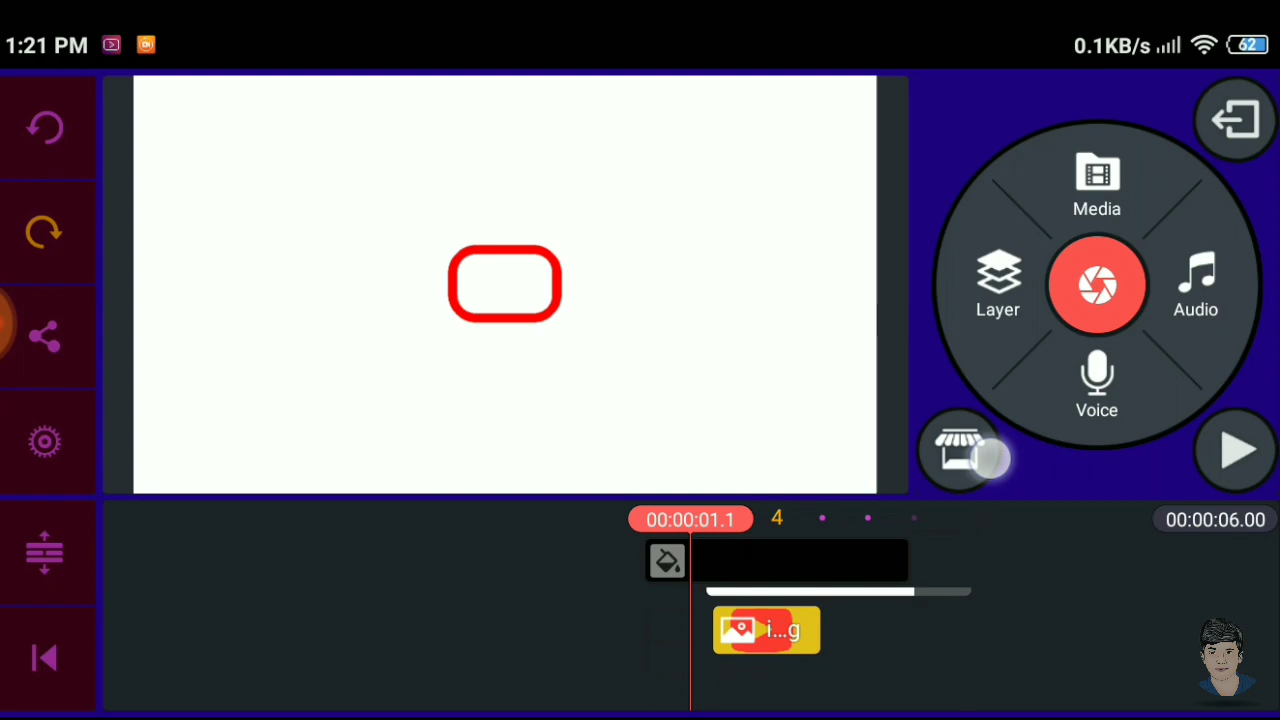 1:21 PM
0.1KB/s
62
Media
Layer
Audio
Voice
00:00:01.1
4
00:00:06.00
i...g